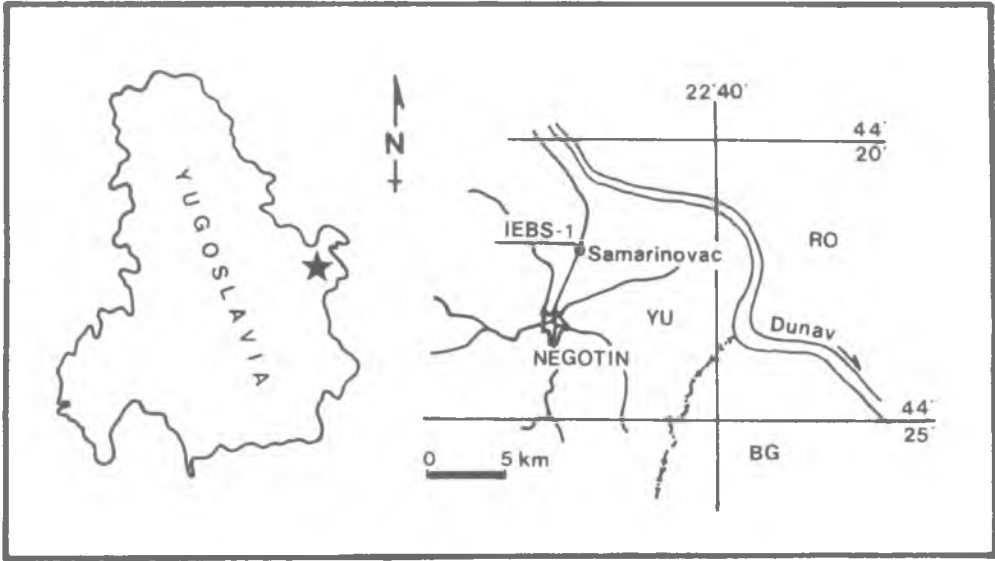 YUGOSLAVIA
N
22°40'
44°
20'
IEBS-1
Samarinovac
RO
YU
Dunav
NEGOTIN
44°
25'
BG
0 5 km